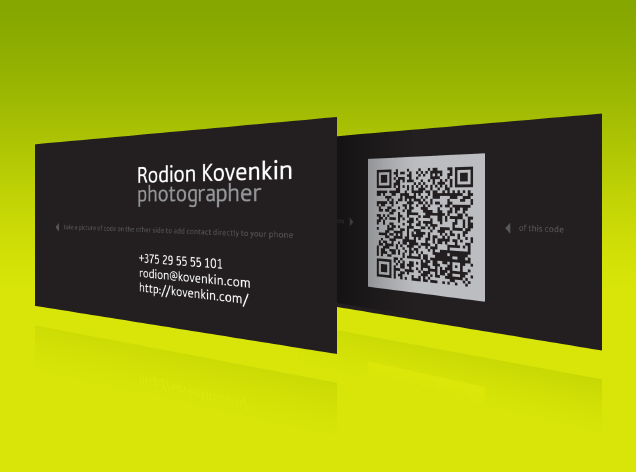 Rodion Kovenkin
photographer
take a picture of code on the other side to add contact directly to your phone
+375 29 55 55 101
rodion@kovenkin.com
http://kovenkin.com/
of this code